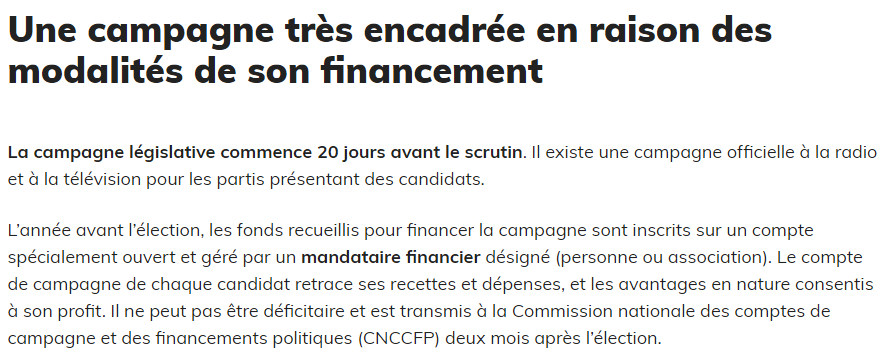 Une campagne très encadrée en raison des
modalités de son financement
La campagne législative commence 20 jours avant le scrutin. Il existe une campagne officielle à la radio
et à la télévision pour les partis présentant des candidats.
L’année avant l’élection, les fonds recueillis pour financer la campagne sont inscrits sur un compte
spécialement ouvert et géré par un mandataire financier désigné (personne ou association). Le compte
de campagne de chaque candidat retrace ses recettes et dépenses, et les avantages en nature consentis
à son profit. Il ne peut pas être déficitaire et est transmis à la Commission nationale des comptes de
campagne et des financements politiques (CNCCFP) deux mois après l’élection.